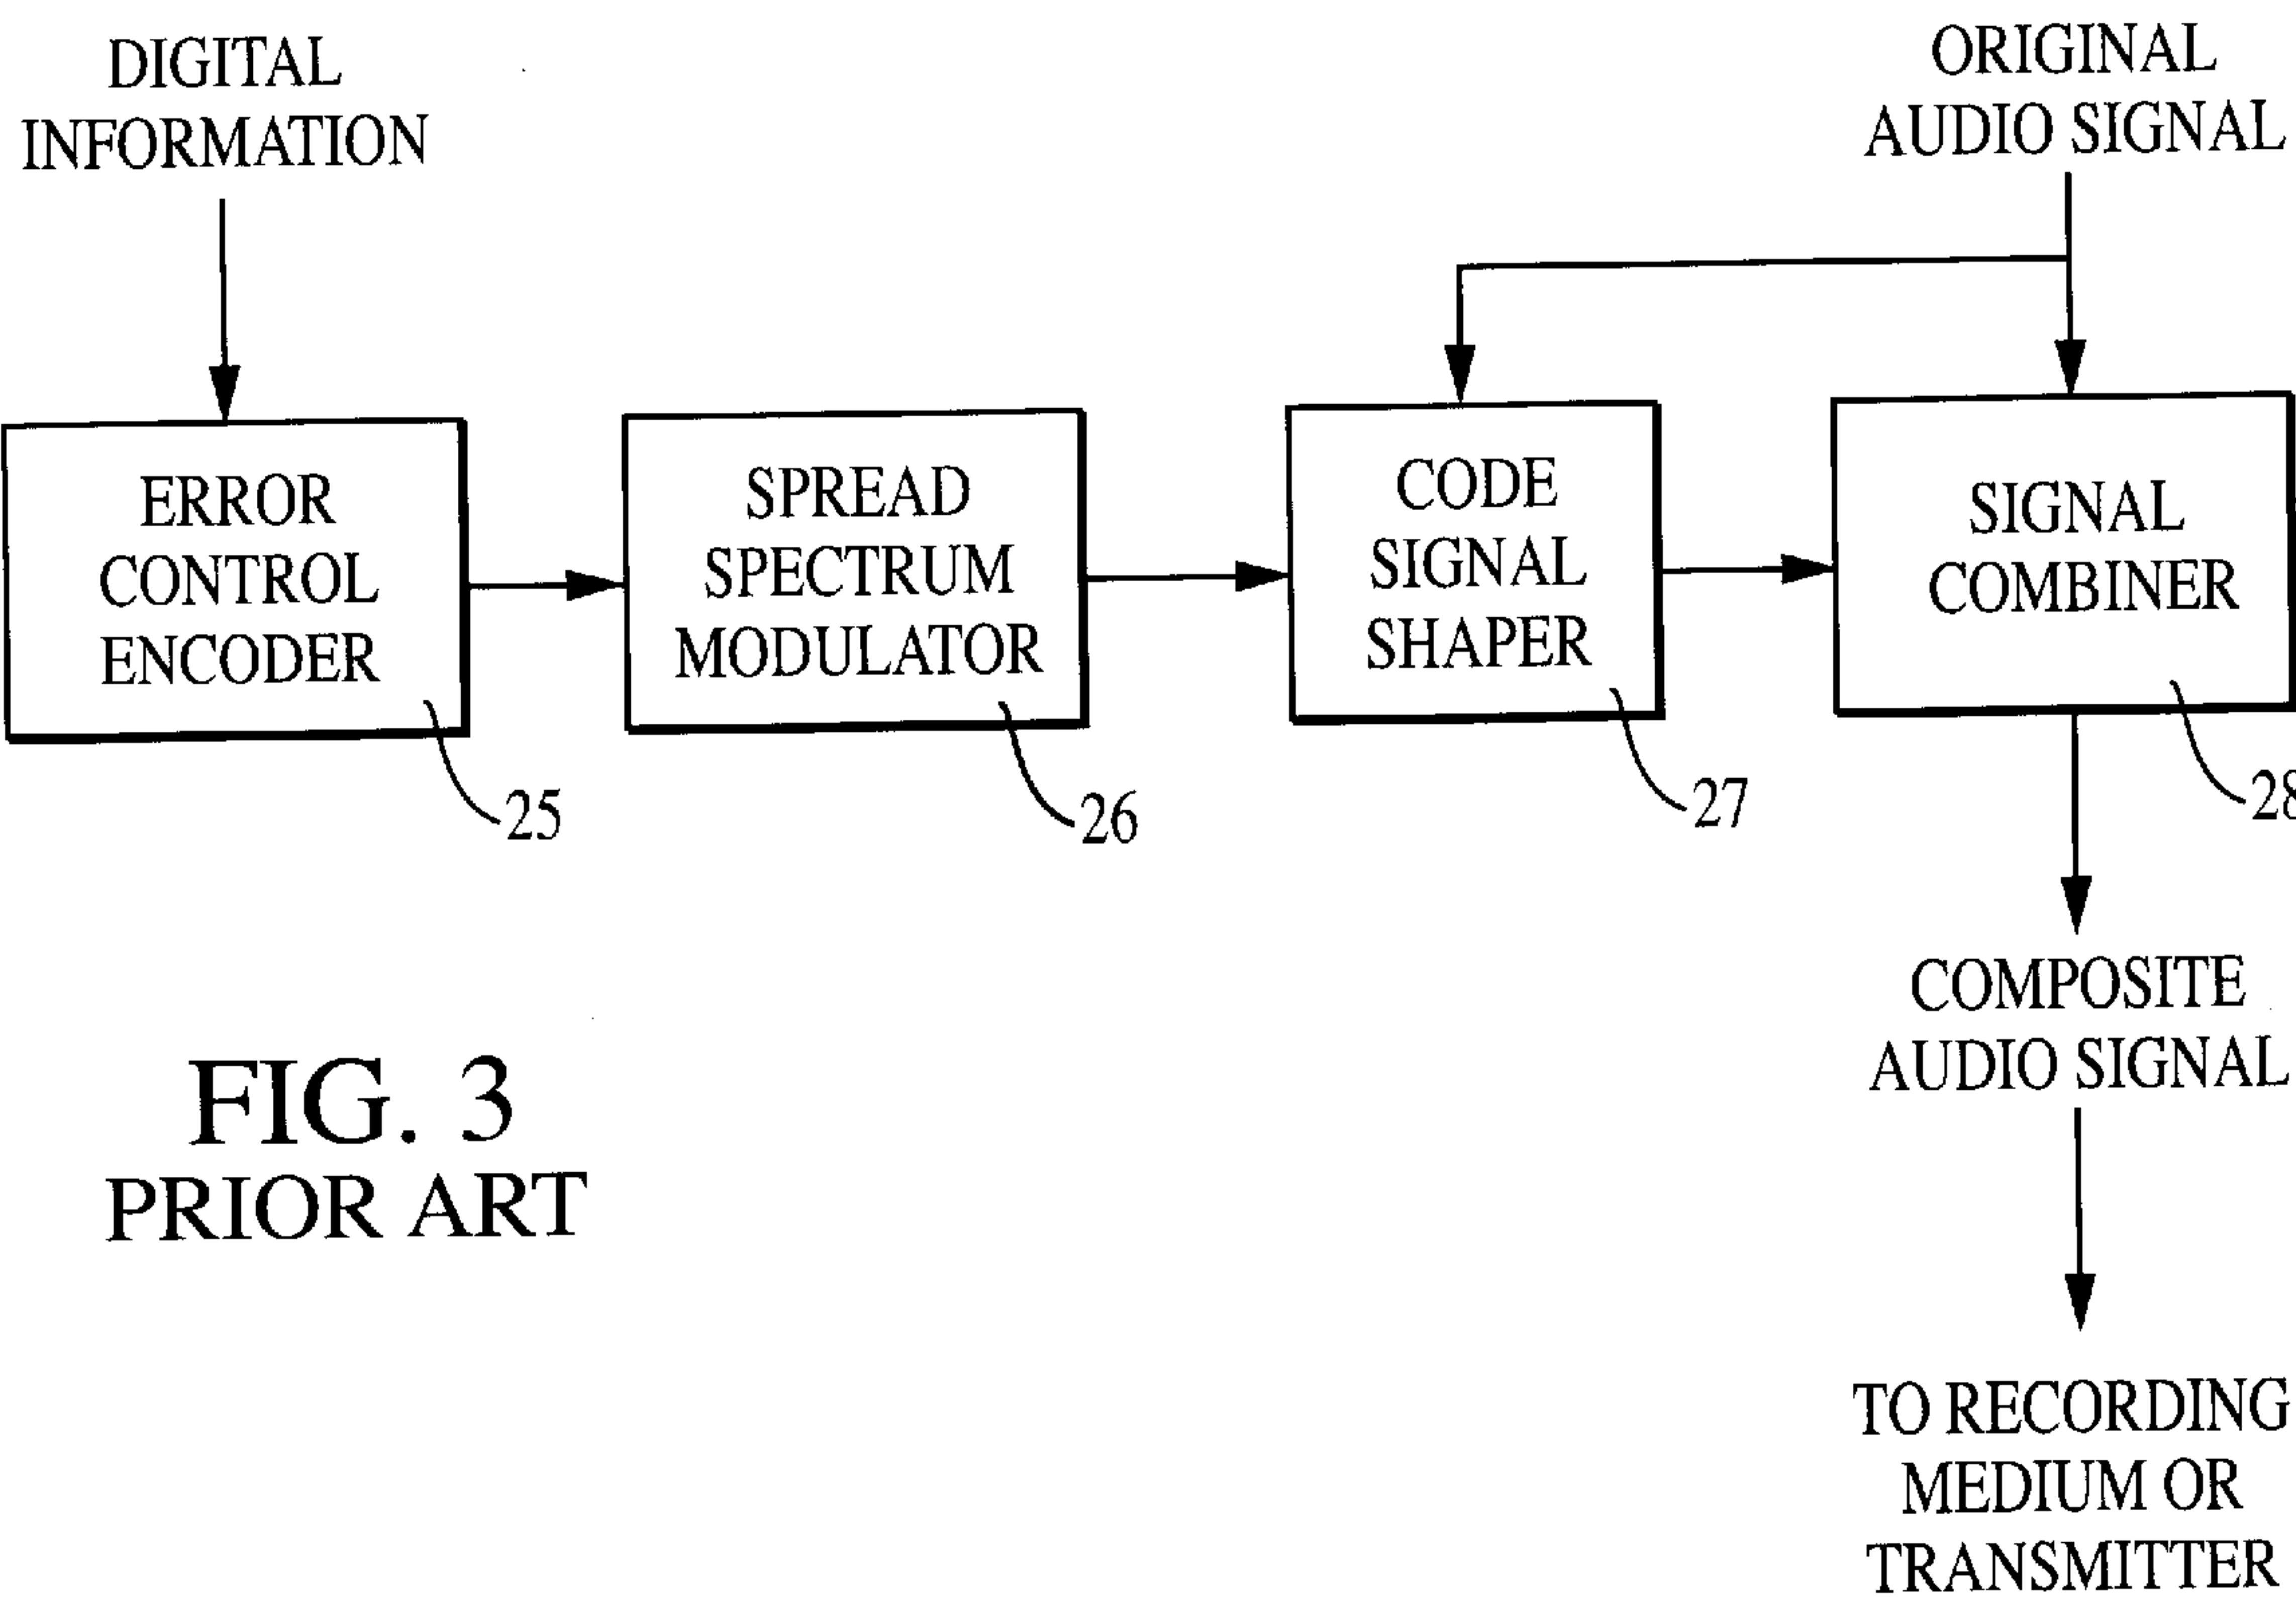 DIGITAL
INFORMATION
ORIGINAL
AUDIO SIGNAL
ERROR
CONTROL
ENCODER
25
SPREAD
SPECTRUM
MODULATOR
26
CODE
SIGNAL
SHAPER
27
SIGNAL
COMBINER
28
COMPOSITE
AUDIO SIGNAL
TO RECORDING
MEDIUM OR
TRANSMITTER
FIG. 3
PRIOR ART